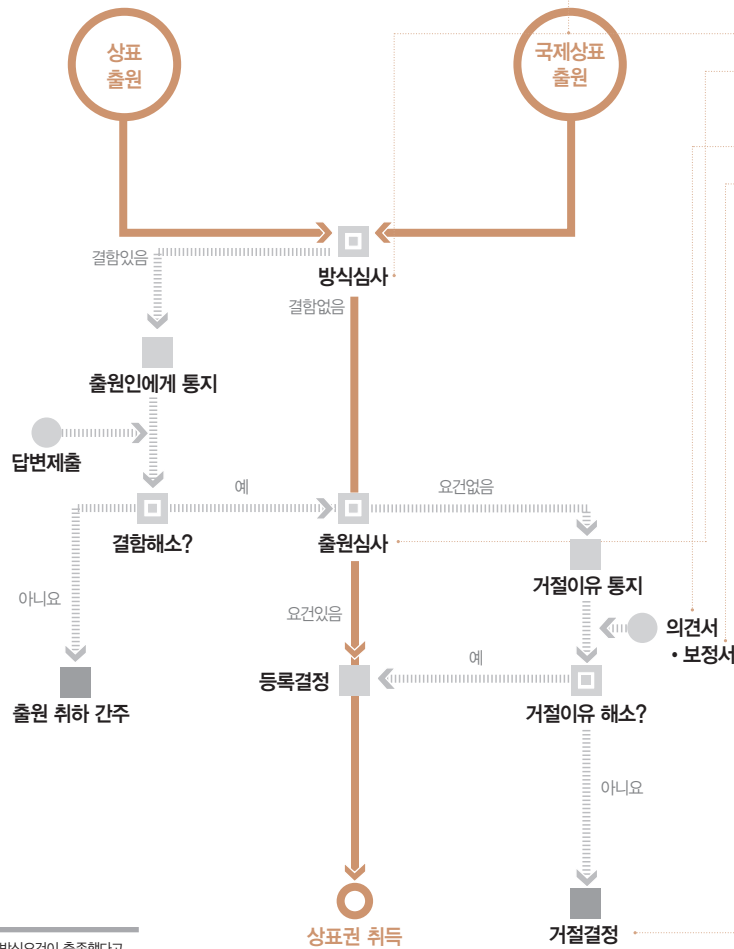 상표
출원
국제상표
출원
결함있음
방식심사
결함없음
출원인에게 통지
답변제출
예
요건없음
결함해소?
출원심사
거절이유 통지
아니요
요건있음
의견서
• 보정서
예
등록결정
출원 취하 간주
거절이유 해소?
아니요
상표권 취득
거절결정